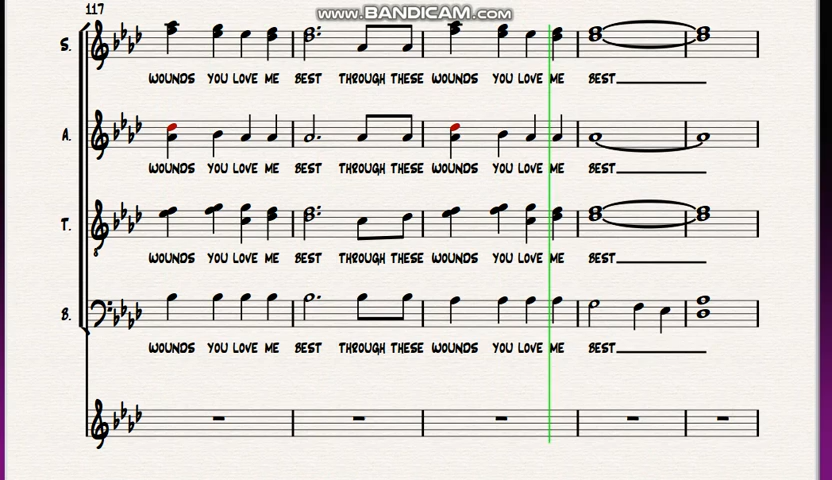 www.BANDICAM.com
117
S.
WOUNDS YOU LOVE ME BEST THROUGH THESE WOUNDS YOU LOVE ME BEST
A.
WOUNDS YOU LOVE ME BEST THROUGH THESE WOUNDS YOU LOVE ME BEST
T.
WOUNDS YOU LOVE ME BEST THROUGH THESE WOUNDS YOU LOVE ME BEST
8
B.
WOUNDS YOU LOVE ME BEST THROUGH THESE WOUNDS YOU LOVE ME BEST